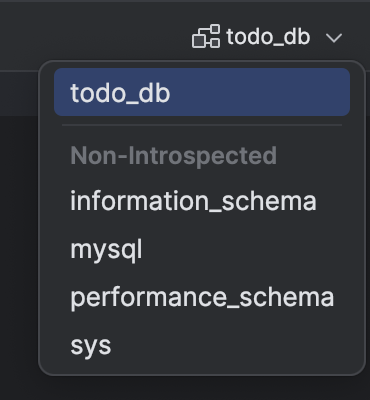 todo_db
todo_db
Non-Introspected
information_schema
mysql
performance_schema
sys